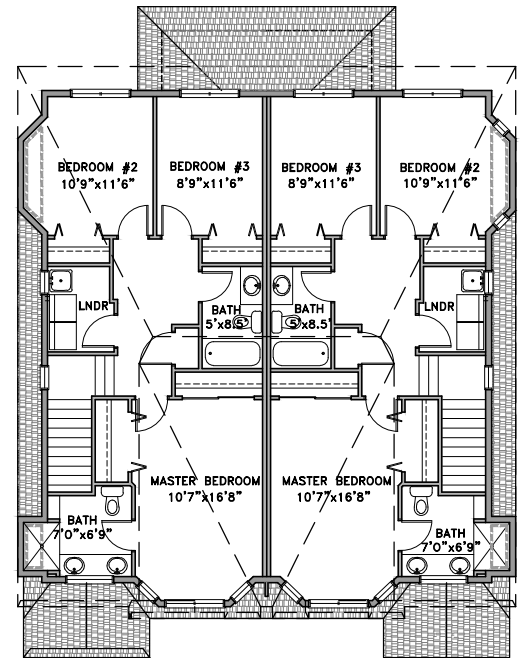 BEDROOM #2
10'9"x11'6"
BEDROOM #3
8'9"x11'6"
BEDROOM #3
8'9"x11'6"
BEDROOM #2
10'9"x11'6"
LNDR
BATH
5'x8.5'
BATH
5'x8.5'
LNDR
MASTER BEDROOM
10'7"x16'8"
MASTER BEDROOM
10'7"x16'8"
BATH
7'0"x6'9"
BATH
7'0"x6'9"